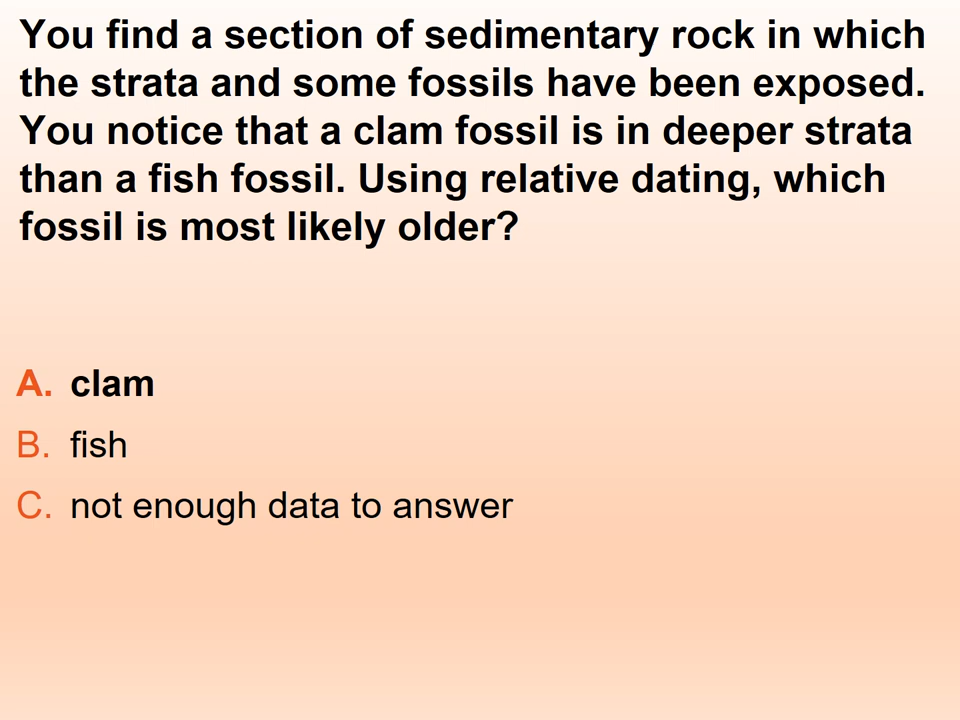 You find a section of sedimentary rock in which
the strata and some fossils have been exposed.
You notice that a clam fossil is in deeper strata
than a fish fossil. Using relative dating, which
fossil is most likely older?
A. clam
B. fish
C. not enough data to answer